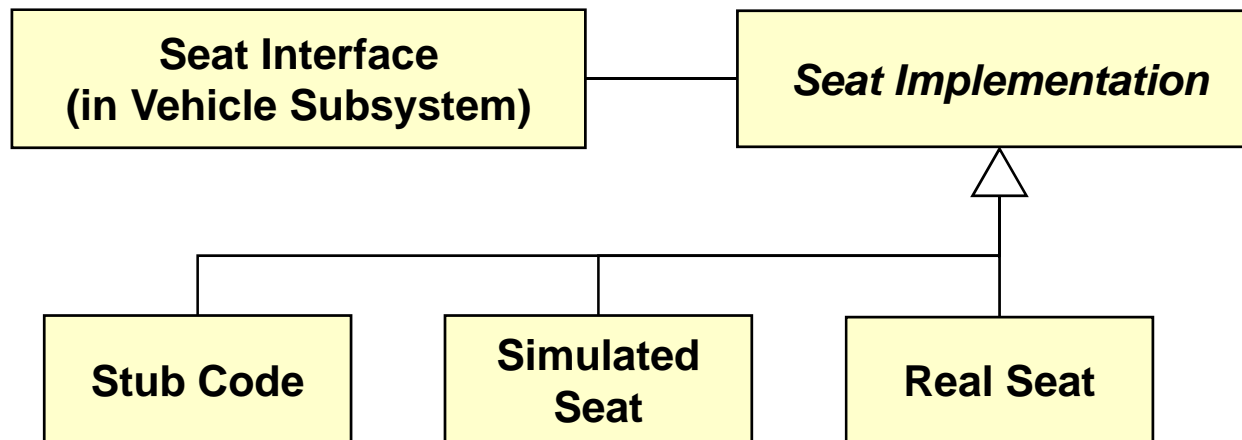 Seat Interface
(in Vehicle Subsystem)
Seat Implementation
Stub Code
Simulated
Seat
Real Seat